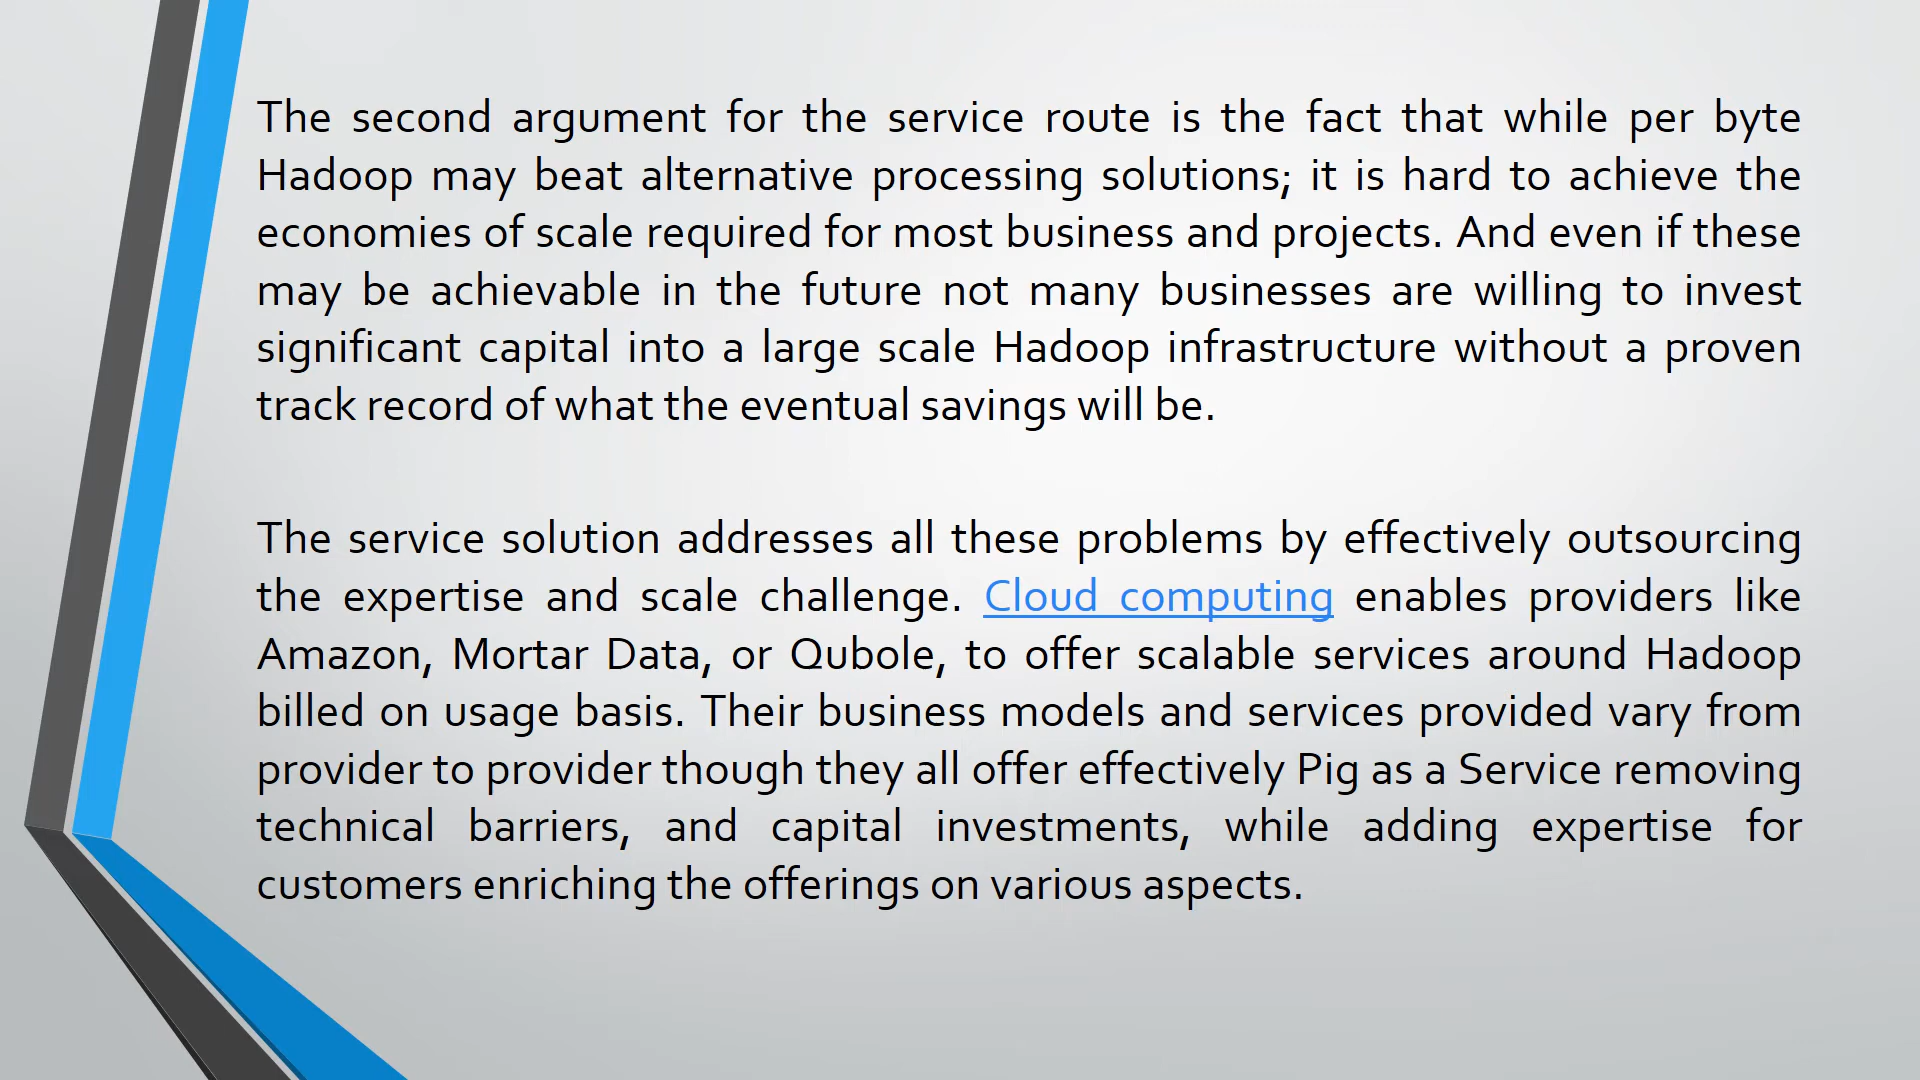 The second argument for the service route is the fact that while per byte
Hadoop may beat alternative processing solutions; it is hard to achieve the
economies of scale required for most business and projects. And even if these
may be achievable in the future not many businesses are willing to invest
significant capital into a large scale Hadoop infrastructure without a proven
track record of what the eventual savings will be.
The service solution addresses all these problems by effectively outsourcing
the expertise and scale challenge. Cloud computing enables providers like
Amazon, Mortar Data, or Qubole, to offer scalable services around Hadoop
billed on usage basis. Their business models and services provided vary from
provider to provider though they all offer effectively Pig as a Service removing
technical barriers, and capital investments, while adding expertise for
customers enriching the offerings on various aspects.